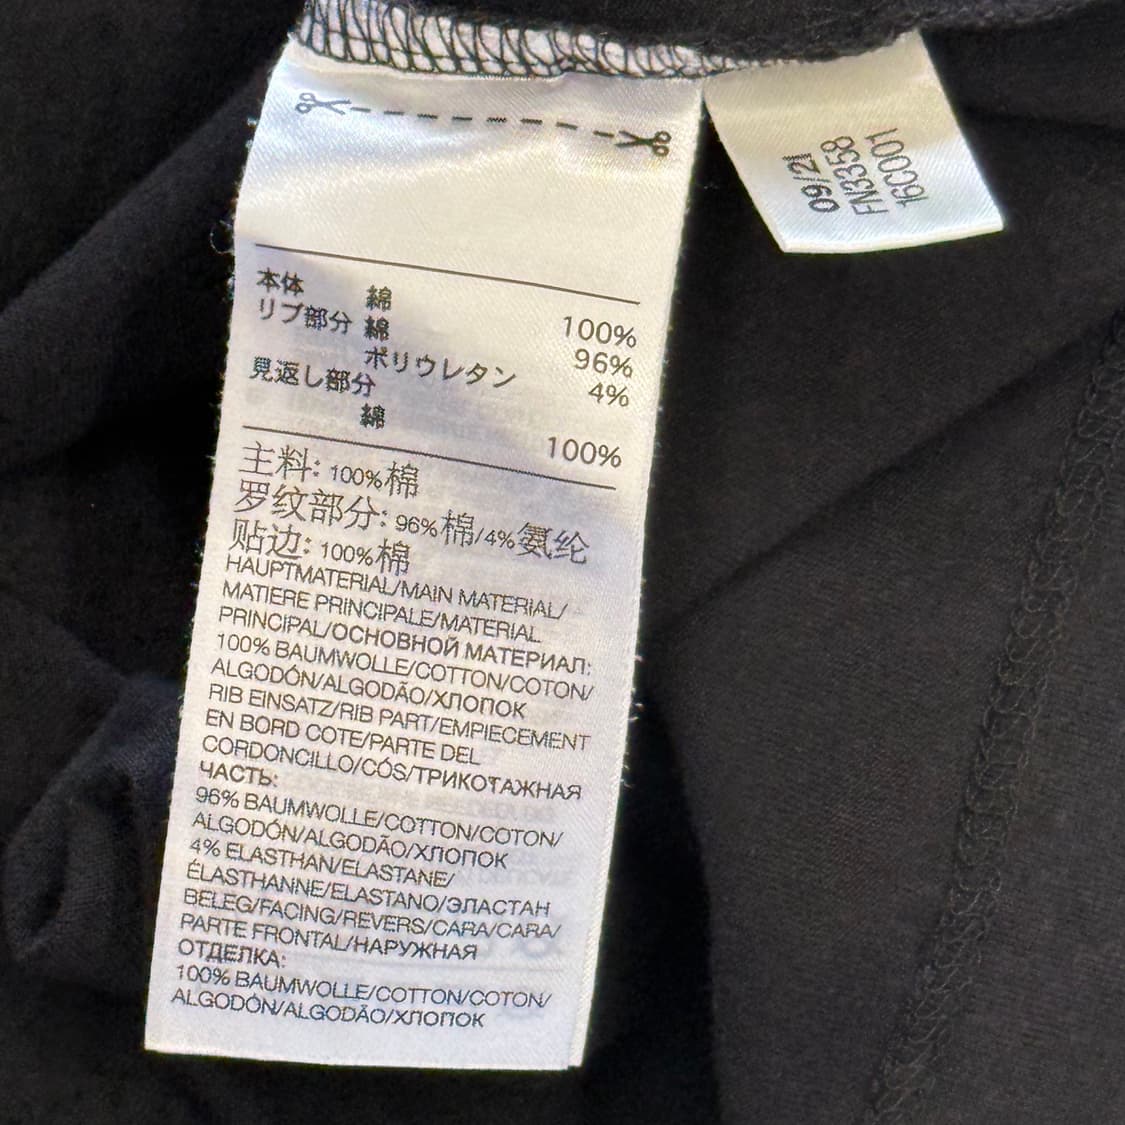 本体 綿 100%
リブ部分 綿 96%
ポリウレタン 4%
見返し部分
綿 100%
主料: 100%棉
罗纹部分: 96%棉/4%氨纶
贴边: 100%棉
HAUPTMATERIAL/MAIN MATERIAL/
MATIERE PRINCIPALE/MATERIAL
PRINCIPAL/ОСНОВНОЙ МАТЕРИАЛ:
100% BAUMWOLLE/COTTON/COTON/
ALGODÓN/ALGODÃO/ХЛОПОК
RIB EINSATZ/RIB PART/EMPIECEMENT
EN BORD COTE/PARTE DEL
CORDONCILLO/CÓS/ТРИКОТАЖНАЯ
ЧАСТЬ:
96% BAUMWOLLE/COTTON/COTON/
ALGODÓN/ALGODÃO/ХЛОПОК
4% ELASTHAN/ELASTANE/
ÉLASTHANNE/ELASTANO/ЭЛАСТАН
BELEG/FACING/REVERS/CARA/CARA/
PARTE FRONTAL/НАРУЖНАЯ
ОТДЕЛКА:
100% BAUMWOLLE/COTTON/COTON/
ALGODÓN/ALGODÃO/ХЛОПОК
09/21
FN3358
16C001